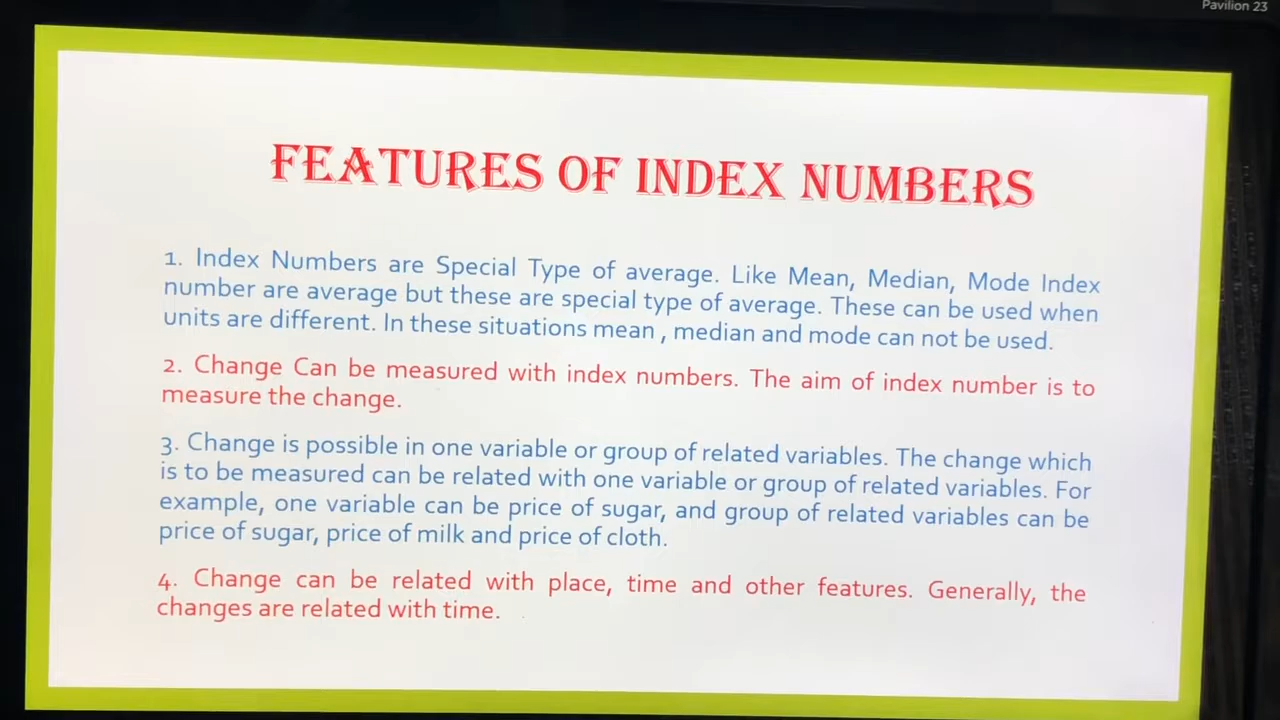 Pavilion 23
FEATURES OF INDEX NUMBERS
1. Index Numbers are Special Type of average. Like Mean, Median, Mode Index
number are average but these are special type of average. These can be used when
units are different. In these situations mean , median and mode can not be used.
2. Change Can be measured with index numbers. The aim of index number is to
measure the change.
3. Change is possible in one variable or group of related variables. The change which
is to be measured can be related with one variable or group of related variables. For
example, one variable can be price of sugar, and group of related variables can be
price of sugar, price of milk and price of cloth.
4. Change can be related with place, time and other features. Generally, the
changes are related with time.